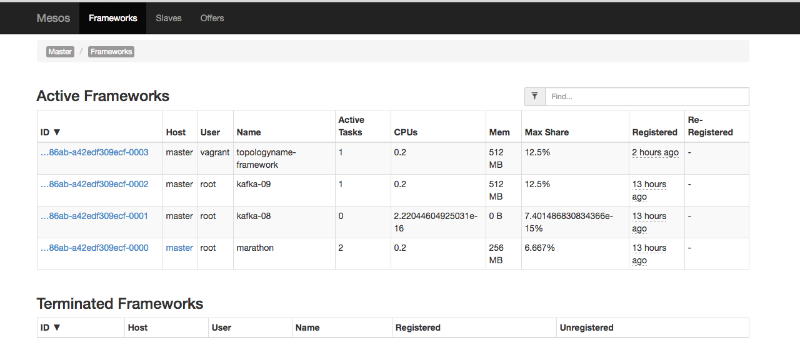 Mesos Frameworks Slaves Offers
Master / Frameworks
Active Frameworks
Find...
ID ▼ Host User Name Active Tasks CPUs Mem Max Share Registered Re-Registered
…86ab-a42edf309ecf-0003 master vagrant topologyname-framework 1 0.2 512 MB 12.5% 2 hours ago -
…86ab-a42edf309ecf-0002 master root kafka-09 1 0.2 512 MB 12.5% 13 hours ago -
…86ab-a42edf309ecf-0001 master root kafka-08 0 2.22044604925031e-16 0 B 7.401486830834366e-15% 13 hours ago -
…86ab-a42edf309ecf-0000 master root marathon 2 0.2 256 MB 6.667% 13 hours ago -
Terminated Frameworks
ID ▼ Host User Name Registered Unregistered